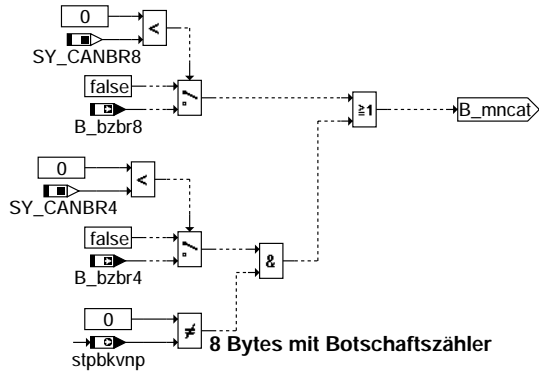 0
<
SY_CANBR8
false
B_bzbr8
≥1
B_mncat
0
<
SY_CANBR4
false
B_bzbr4
&
0
≠
8 Bytes mit Botschaftszähler
stpbkvnp